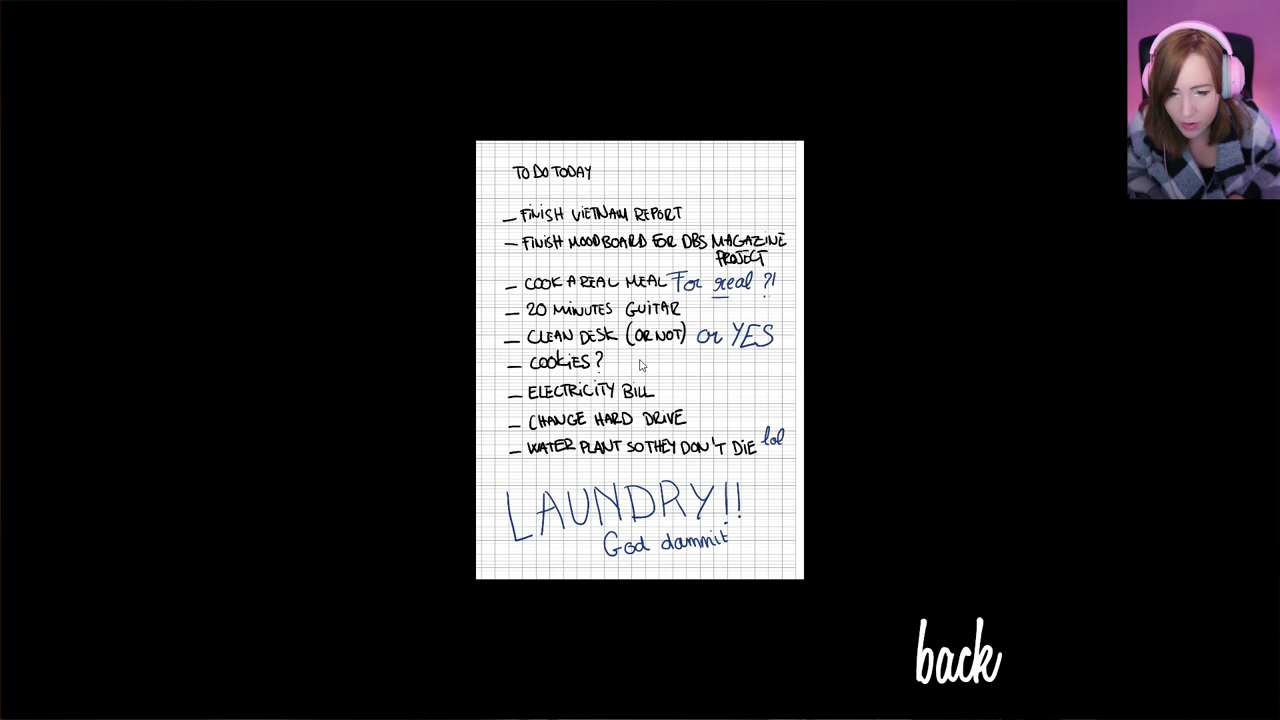 TO DO TODAY
– FINISH VIETNAM REPORT
– FINISH MOODBOARD FOR DBS MAGAZINE
PROJECT
– COOK A REAL MEAL For real ?!
– 20 MINUTES GUITAR
– CLEAN DESK (OR NOT) or YES
– COOKIES?
– ELECTRICITY BILL
– CHANGE HARD DRIVE
– WATER PLANT SO THEY DON'T DIE lol
LAUNDRY!!
God dammit
back